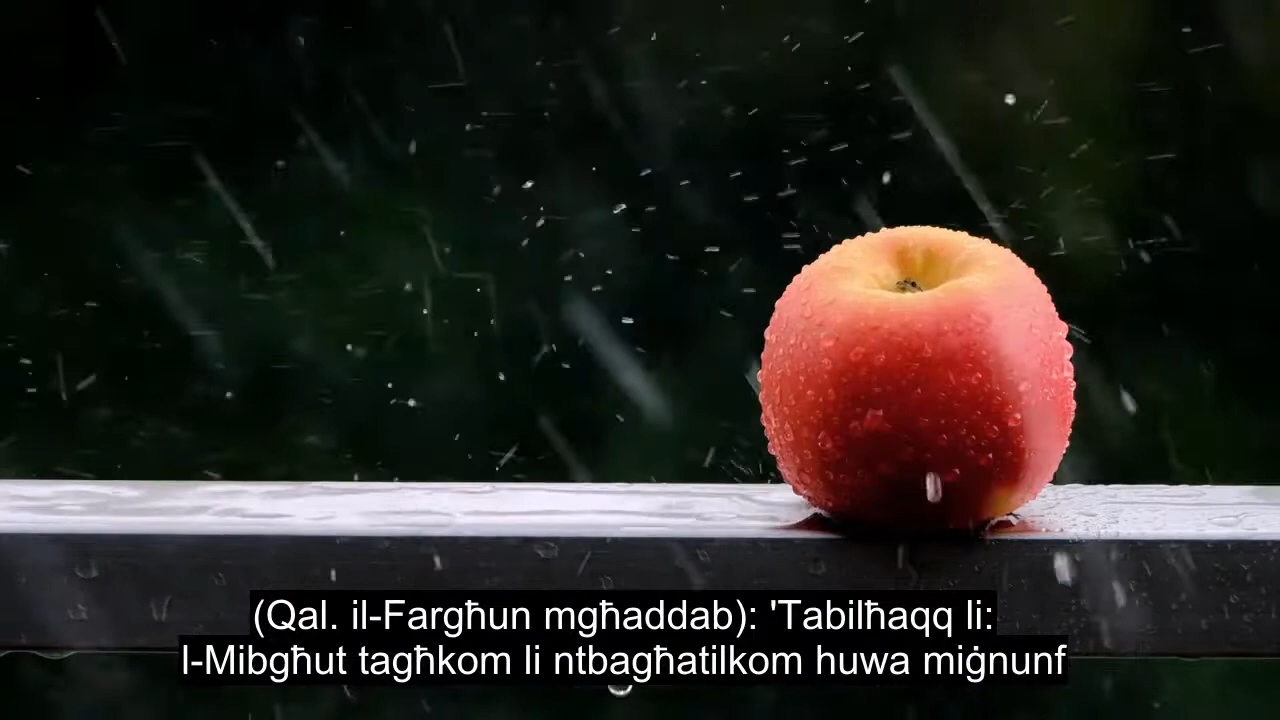 (Qal. il-Fargħun mgħaddab): 'Tabilħaqq li:
l-Mibgħut tagħkom li ntbagħatilkom huwa miġnunf